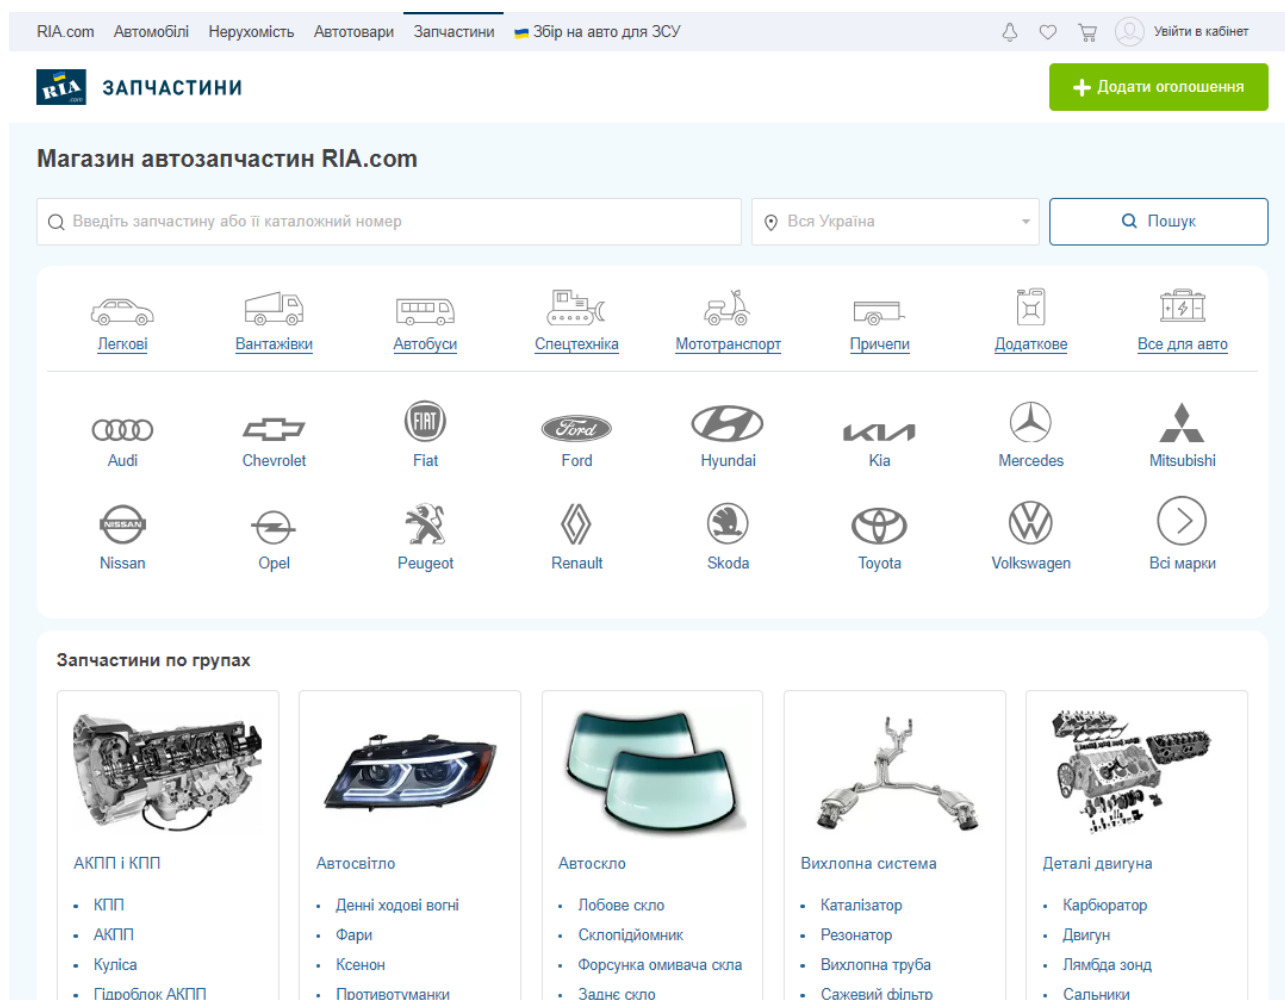 RIA.com Автомобілі Нерухомість Автотовари Запчастини Збір на авто для ЗСУ Увійти в кабінет
RIA .com ЗАПЧАСТИНИ Додати оголошення
Магазин автозапчастин RIA.com
Введіть запчастину або її каталожний номер Вся Україна Пошук
Легкові Вантажівки Автобуси Спецтехніка Мототранспорт Причепи Додаткове Все для авто
FIAT Ford KIA
Audi Chevrolet Fiat Ford Hyundai Kia Mercedes Mitsubishi
NISSAN
Nissan Opel Peugeot Renault Skoda Toyota Volkswagen Всі марки
Запчастини по групах
АКПП і КПП Автосвітло Автоскло Вихлопна система Деталі двигуна
КПП Денні ходові вогні Лобове скло Каталізатор Карбюратор
АКПП Фари Склопідйомник Резонатор Двигун
Куліса Ксенон Форсунка омивача скла Вихлопна труба Лямбда зонд
Гідроблок АКПП Противотуманки Заднє скло Сажевий фільтр Сальники